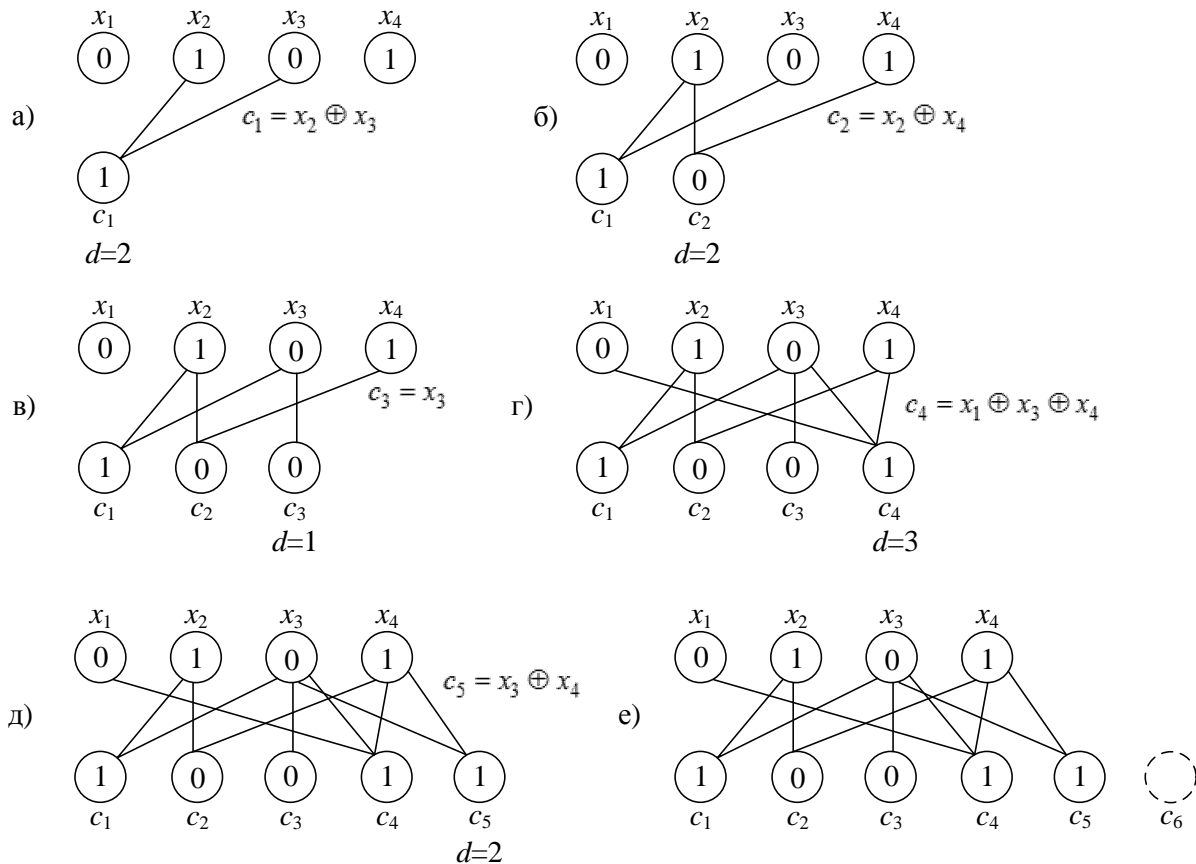 x₁ x₂ x₃ x₄
0 1 0 1
а) c₁ = x₂ ⊕ x₃
1
c₁
d=2
x₁ x₂ x₃ x₄
0 1 0 1
б) c₂ = x₂ ⊕ x₄
1 0
c₁ c₂
d=2
x₁ x₂ x₃ x₄
0 1 0 1
в) c₃ = x₃
1 0 0
c₁ c₂ c₃
d=1
x₁ x₂ x₃ x₄
0 1 0 1
г) c₄ = x₁ ⊕ x₃ ⊕ x₄
1 0 0 1
c₁ c₂ c₃ c₄
d=3
x₁ x₂ x₃ x₄
0 1 0 1
д) c₅ = x₃ ⊕ x₄
1 0 0 1 1
c₁ c₂ c₃ c₄ c₅
d=2
x₁ x₂ x₃ x₄
0 1 0 1
е)
1 0 0 1 1
c₁ c₂ c₃ c₄ c₅ c₆